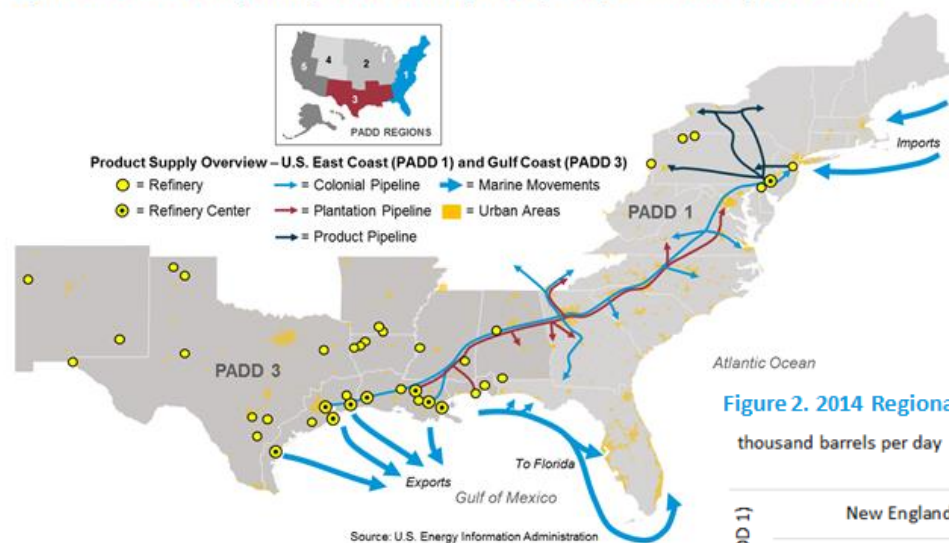 5
4
2
1
3
PADD REGIONS
Product Supply Overview – U.S. East Coast (PADD 1) and Gulf Coast (PADD 3)
= Refinery
= Colonial Pipeline
= Marine Movements
= Refinery Center
= Plantation Pipeline
= Urban Areas
= Product Pipeline
Imports
PADD 1
PADD 3
Atlantic Ocean
Figure 2. 2014 Regiona
thousand barrels per day
To Florida
Exports
Gulf of Mexico
New England
DD 1)
Source: U.S. Energy Information Administration